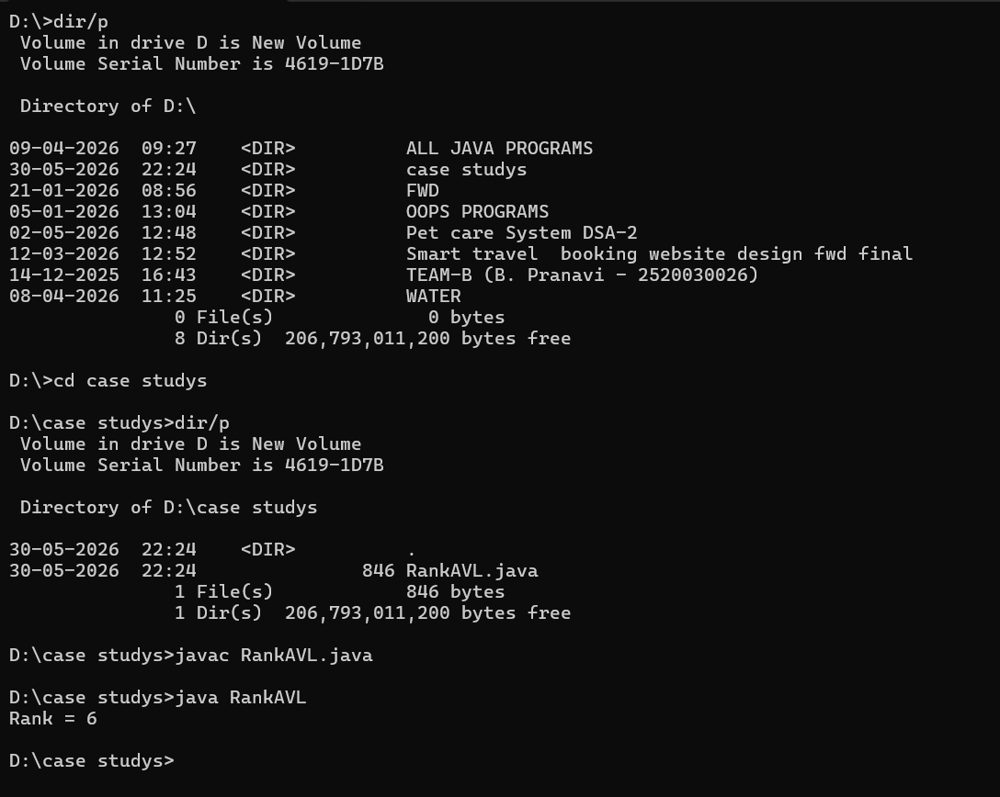 D:\>dir/p
 Volume in drive D is New Volume
 Volume Serial Number is 4619-1D7B
 Directory of D:\
09-04-2026  09:27    <DIR>          ALL JAVA PROGRAMS
30-05-2026  22:24    <DIR>          case studys
21-01-2026  08:56    <DIR>          FWD
05-01-2026  13:04    <DIR>          OOPS PROGRAMS
02-05-2026  12:48    <DIR>          Pet care System DSA-2
12-03-2026  12:52    <DIR>          Smart travel  booking website design fwd final
14-12-2025  16:43    <DIR>          TEAM-B (B. Pranavi - 2520030026)
08-04-2026  11:25    <DIR>          WATER
               0 File(s)              0 bytes
               8 Dir(s)  206,793,011,200 bytes free
D:\>cd case studys
D:\case studys>dir/p
 Volume in drive D is New Volume
 Volume Serial Number is 4619-1D7B
 Directory of D:\case studys
30-05-2026  22:24    <DIR>          .
30-05-2026  22:24               846 RankAVL.java
               1 File(s)            846 bytes
               1 Dir(s)  206,793,011,200 bytes free
D:\case studys>javac RankAVL.java
D:\case studys>java RankAVL
Rank = 6
D:\case studys>